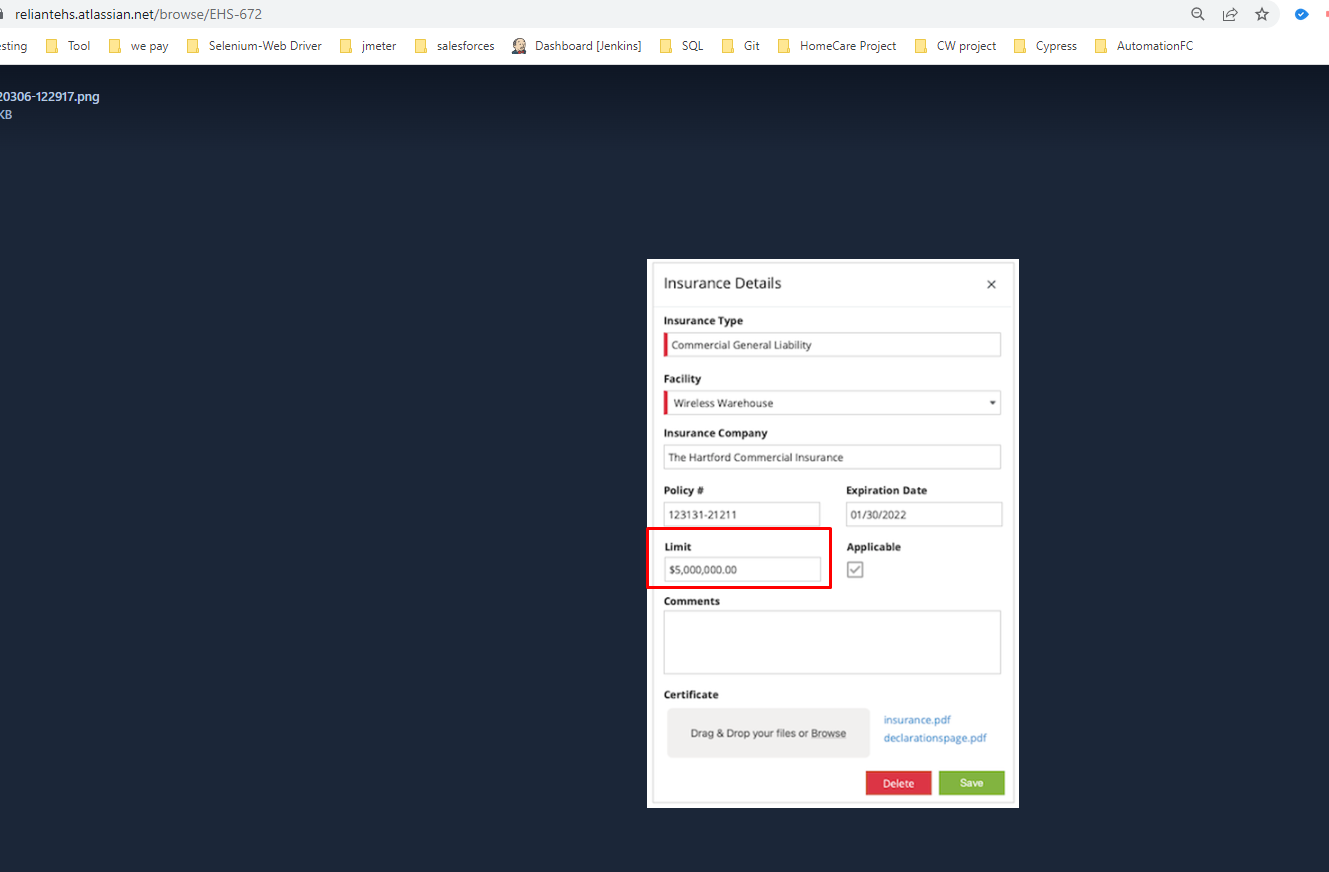 reliantehs.atlassian.net/browse/EHS-672
esting Tool we pay Selenium-Web Driver jmeter salesforces Dashboard [Jenkins] SQL Git HomeCare Project CW project Cypress AutomationFC
20306-122917.png
KB
Insurance Details ×
Insurance Type
Commercial General Liability
Facility
Wireless Warehouse
Insurance Company
The Hartford Commercial Insurance
Policy # Expiration Date
123131-21211 01/30/2022
Limit Applicable
$5,000,000.00
Comments
Certificate
insurance.pdf
Drag & Drop your files or Browse
declarationspage.pdf
Delete Save